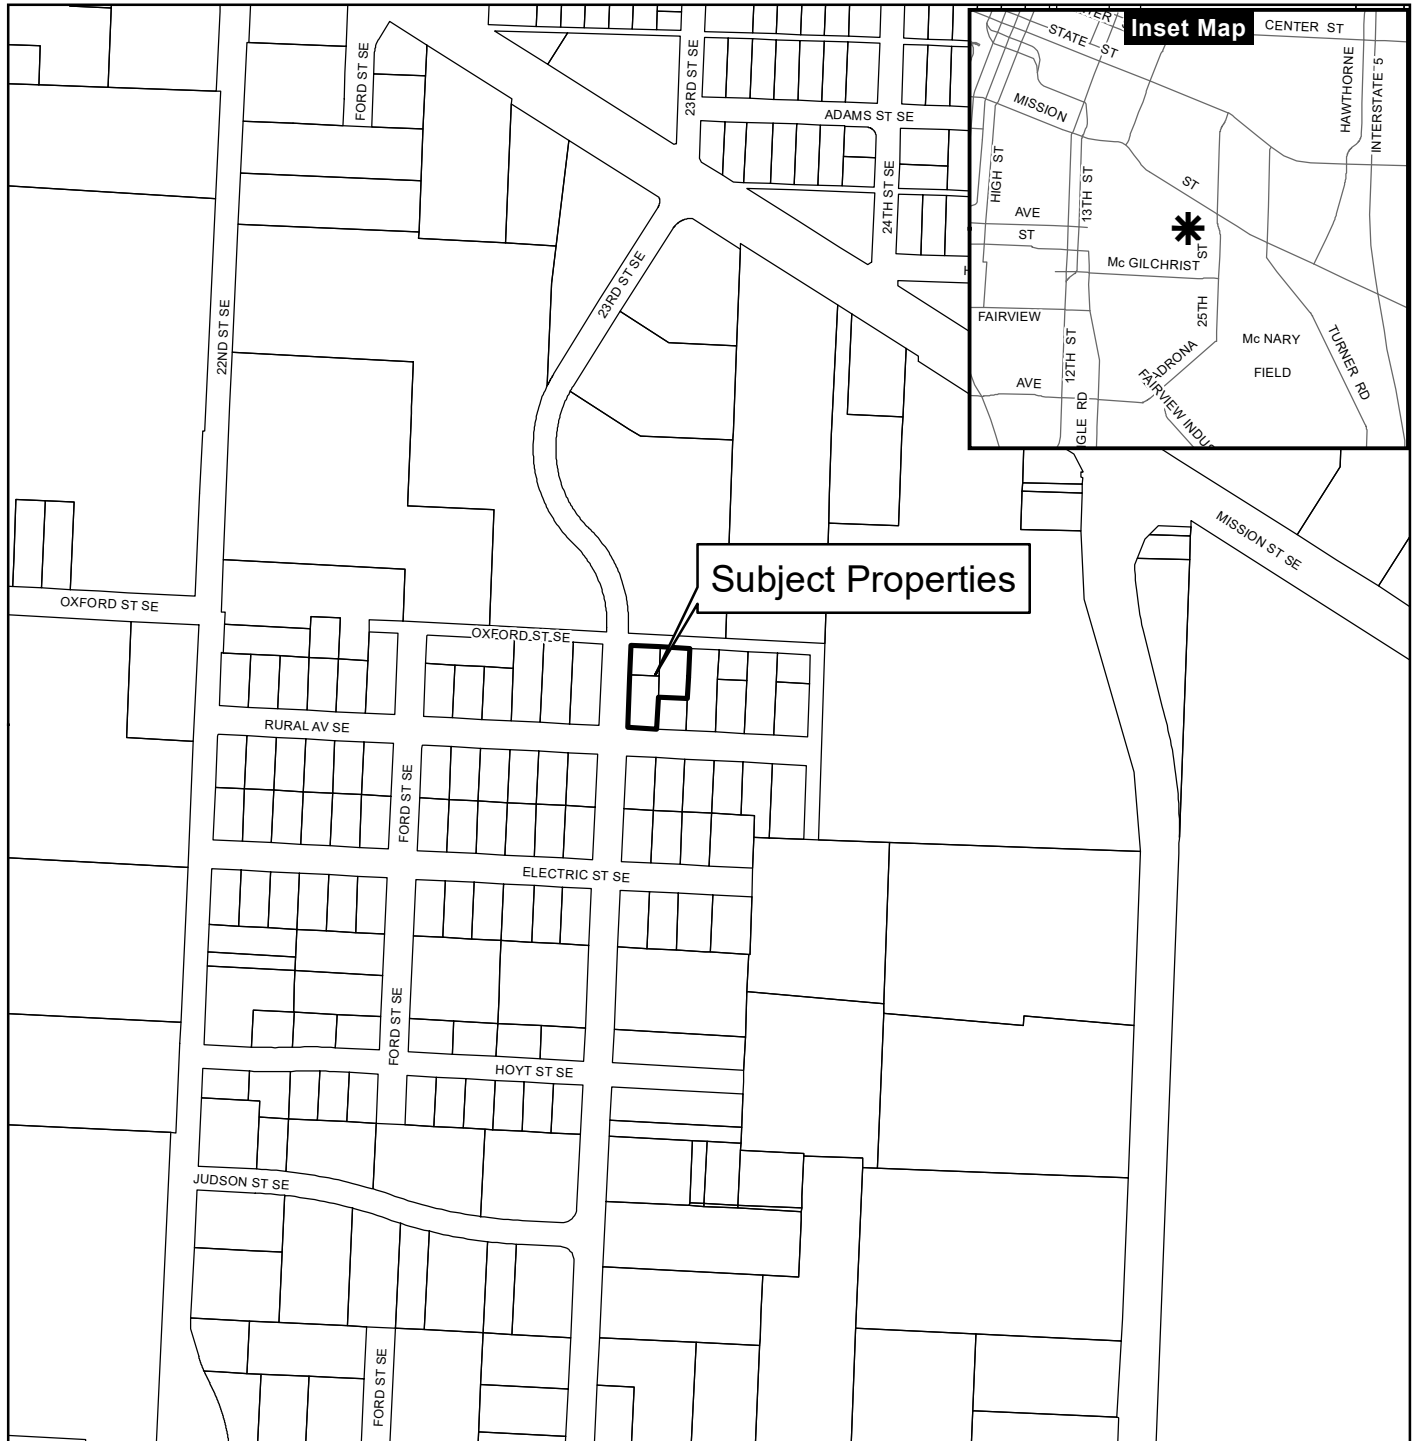 Inset Map
CENTER ST
STATE ST
MISSION
HAWTHORNE
INTERSTATE 5
HIGH ST
13TH ST
ST
AVE
ST
ST
Mc GILCHRIST
25TH
FAIRVIEW
12TH ST
Mc NARY
FIELD
TURNER RD
AVE
FAIRVIEW
FORD ST SE
23RD ST SE
ADAMS ST SE
24TH ST SE
23RD ST SE
22ND ST SE
MISSION ST SE
Subject Properties
OXFORD ST SE
OXFORD ST SE
RURAL AV SE
FORD ST SE
ELECTRIC ST SE
FORD ST SE
HOYT ST SE
JUDSON ST SE
FORD ST SE